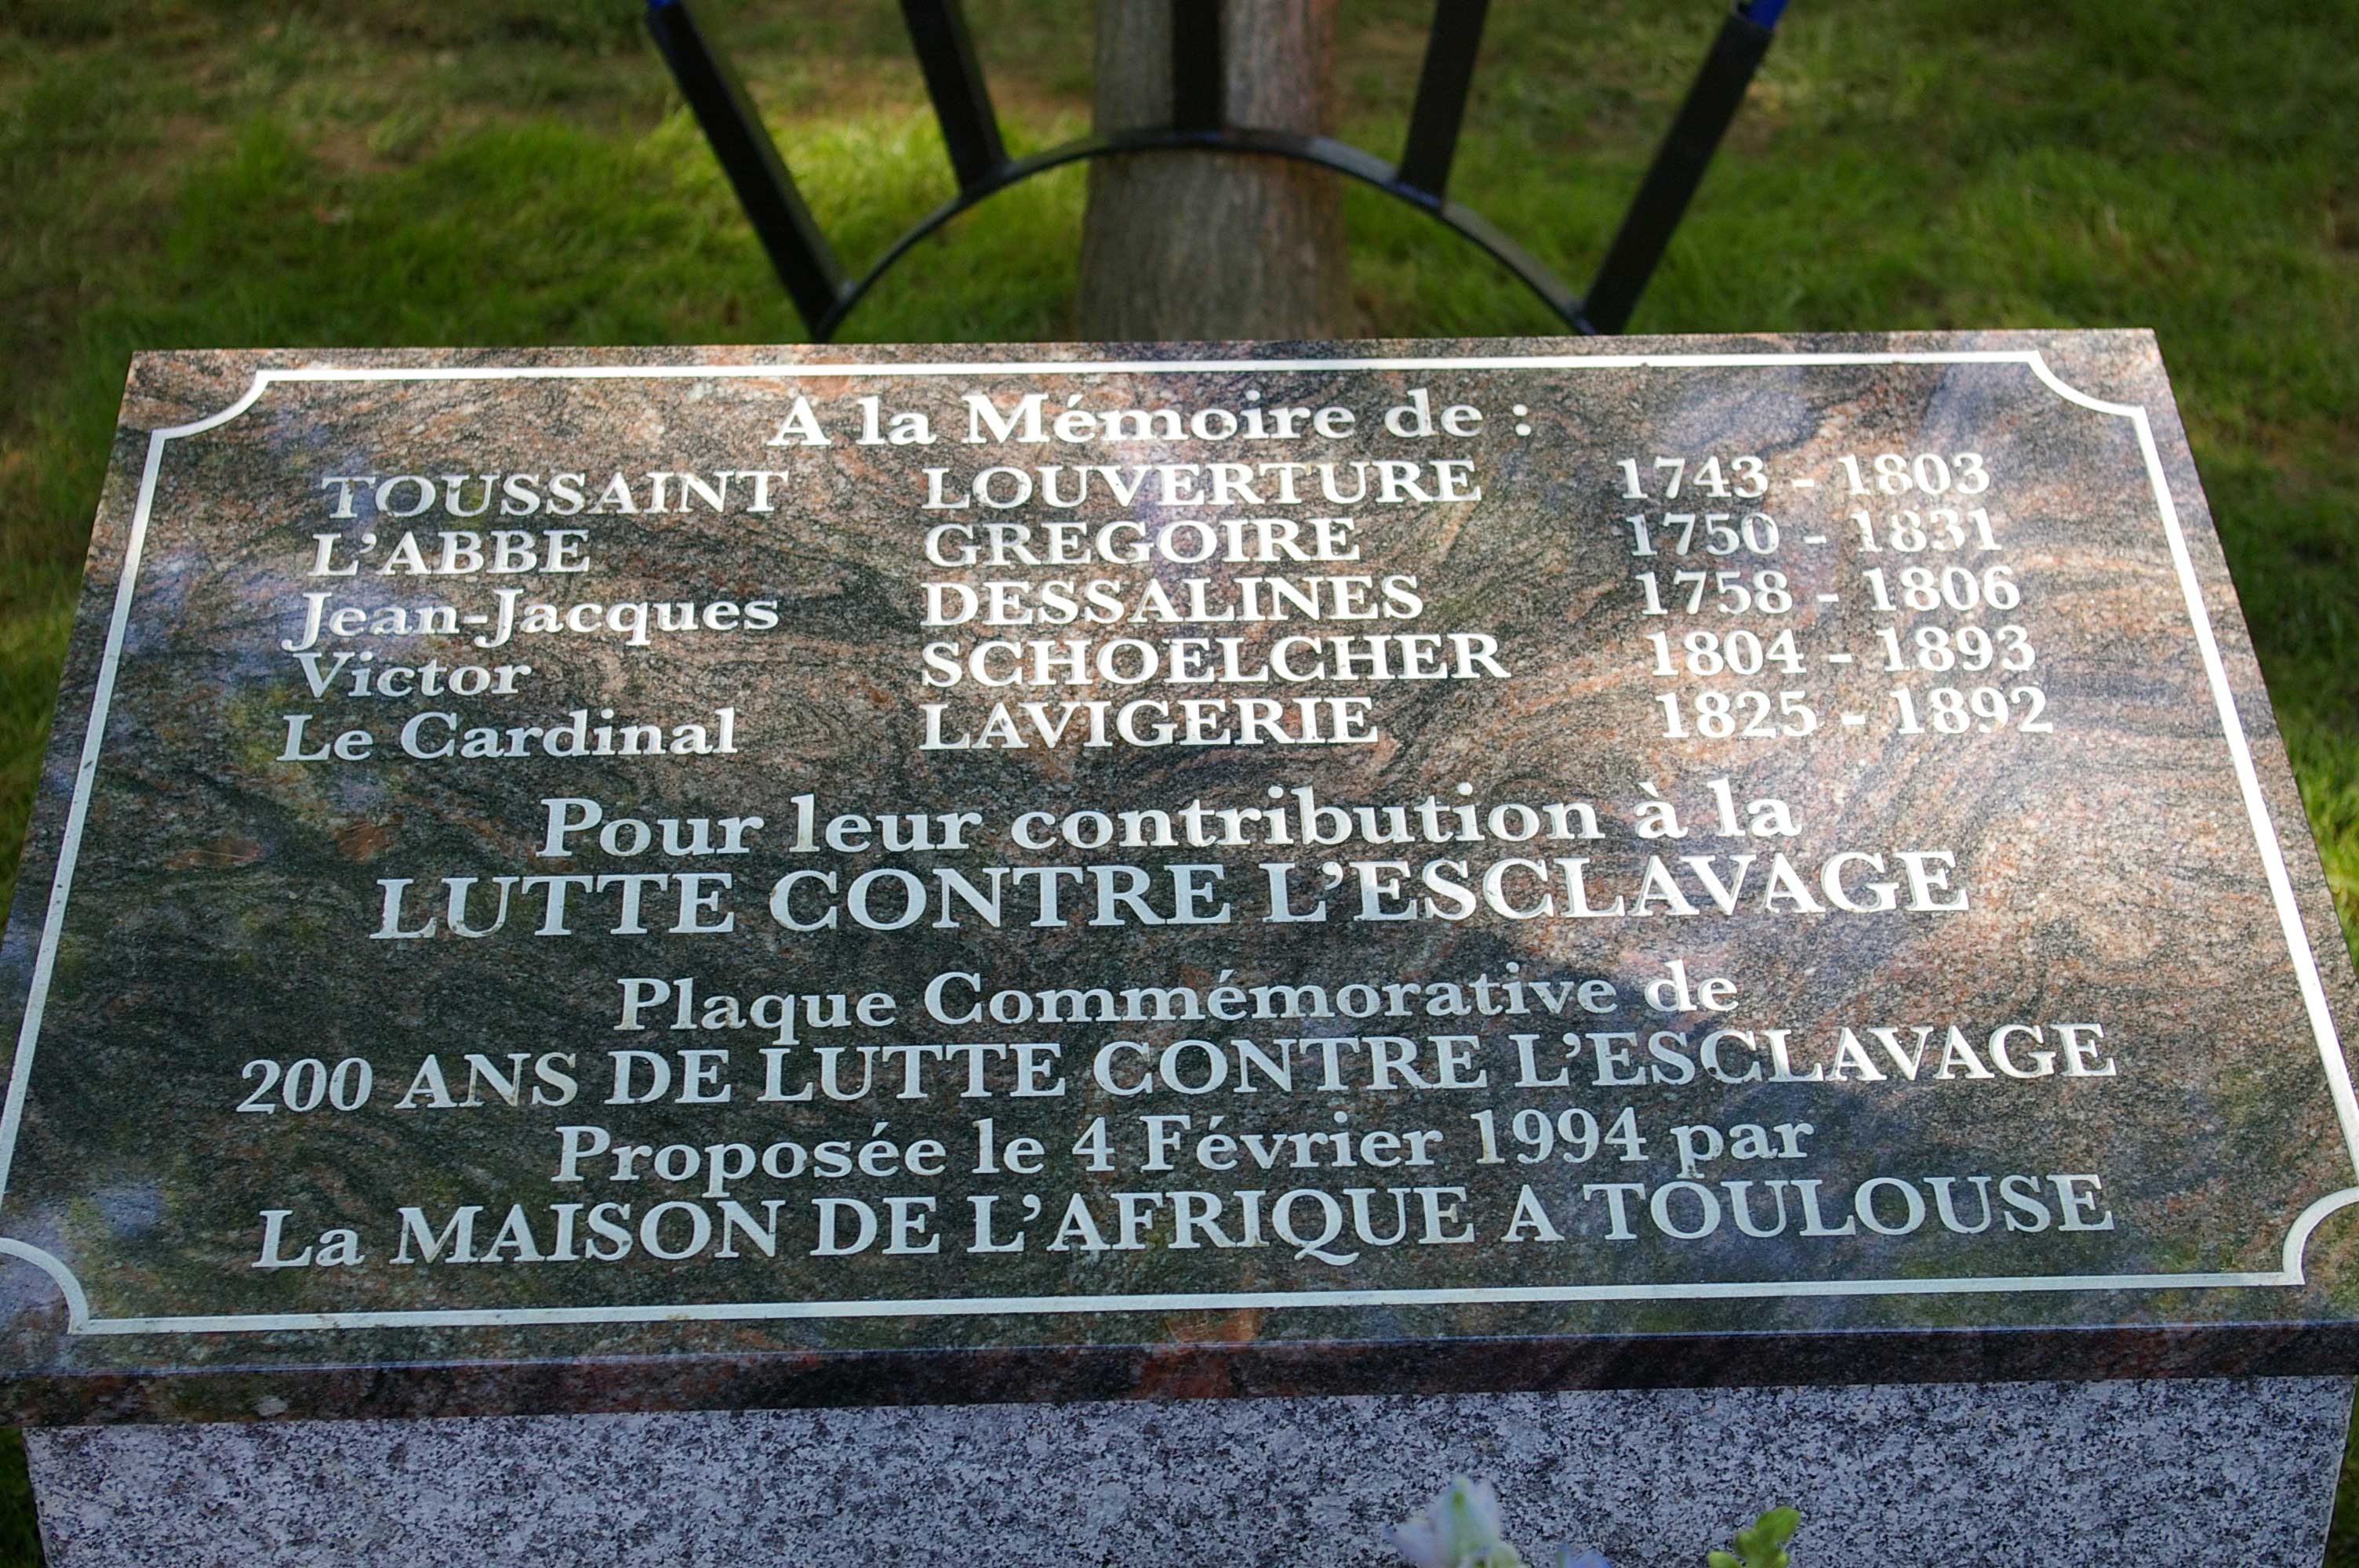 A la Mémoire de :
TOUSSAINT LOUVERTURE 1743 - 1803
L'ABBE GREGOIRE 1750 - 1831
Jean-Jacques DESSALINES 1758 - 1806
Victor SCHOELCHER 1804 - 1893
Le Cardinal LAVIGERIE 1825 - 1892
Pour leur contribution à la
LUTTE CONTRE L'ESCLAVAGE
Plaque Commémorative de
200 ANS DE LUTTE CONTRE L'ESCLAVAGE
Proposée le 4 Février 1994 par
La MAISON DE L'AFRIQUE A TOULOUSE